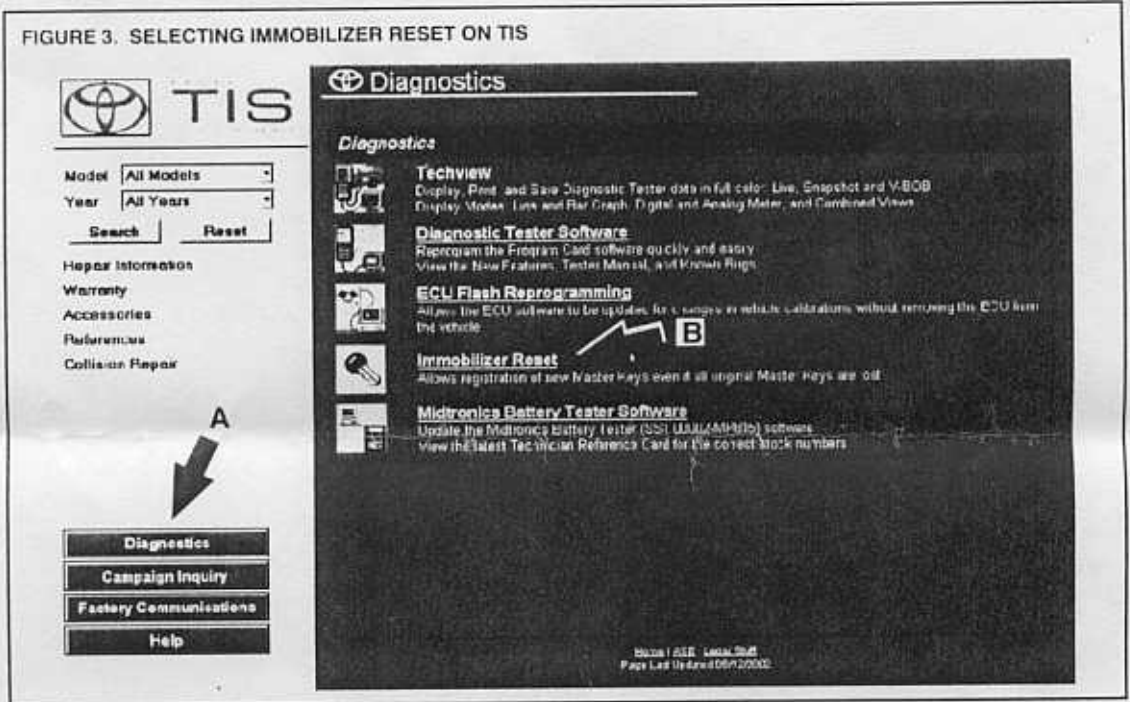 FIGURE 3. SELECTING IMMOBILIZER RESET ON TIS
TIS
Model All Models
Year All Years
Search Reset
Repair Information
Warranty
Accessories
References
Collision Repair
A
Diagnostics
Campaign Inquiry
Factory Communications
Help
Diagnostics
Diagnostics
Techview
Display, Print, and Save Diagnostic Tester data in full color: Live, Snapshot and V-BOB
Display Modes: Line and Bar Graph, Digital and Analog Meter, and Combined Views
Diagnostic Tester Software
Reprogram the Program Card software quickly and easily
View the New Features, Tester Manual, and Known Bugs
ECU Flash Reprogramming
Allows the ECU software to be updated for changes in vehicle calibrations without removing the ECU from
the vehicle
B
Immobilizer Reset
Allows registration of new Master Keys even if all original Master Keys are lost
Midtronics Battery Tester Software
Update the Midtronics Battery Tester software
View the latest Technician Reference Card for the correct stock numbers
Home | ASE Legal Stuff
Page Last Updated